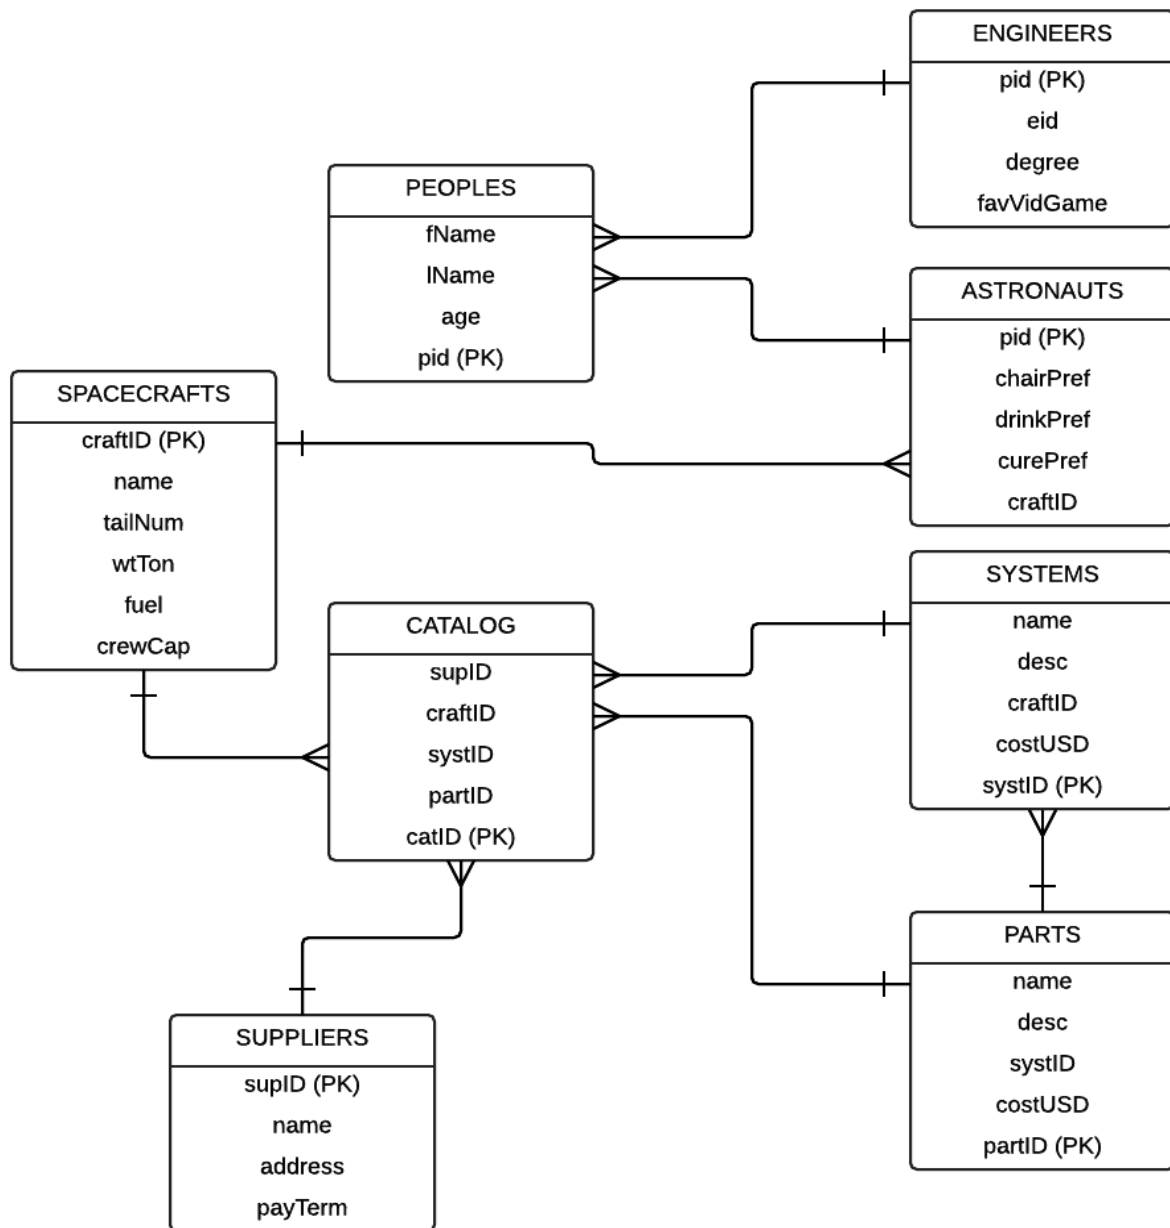 ENGINEERS
pid (PK)
eid
degree
favVidGame
PEOPLES
fName
lName
age
pid (PK)
ASTRONAUTS
pid (PK)
chairPref
drinkPref
curePref
craftID
SPACECRAFTS
craftID (PK)
name
tailNum
wtTon
fuel
crewCap
SYSTEMS
name
desc
craftID
costUSD
systID (PK)
CATALOG
supID
craftID
systID
partID
catID (PK)
PARTS
name
desc
systID
costUSD
partID (PK)
SUPPLIERS
supID (PK)
name
address
payTerm